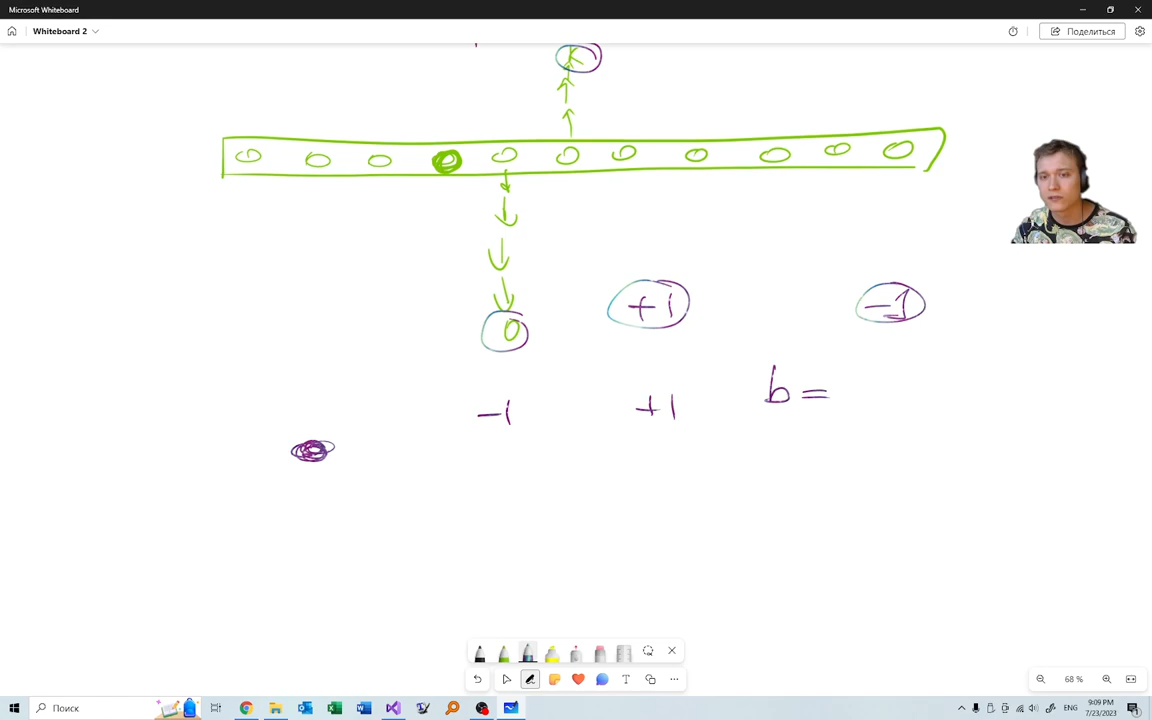 Microsoft Whiteboard
Whiteboard 2
Поделиться
K
0
+1
-1
-1
+1
b =
68 %
Поиск
ENG
9:09 PM
7/23/2023